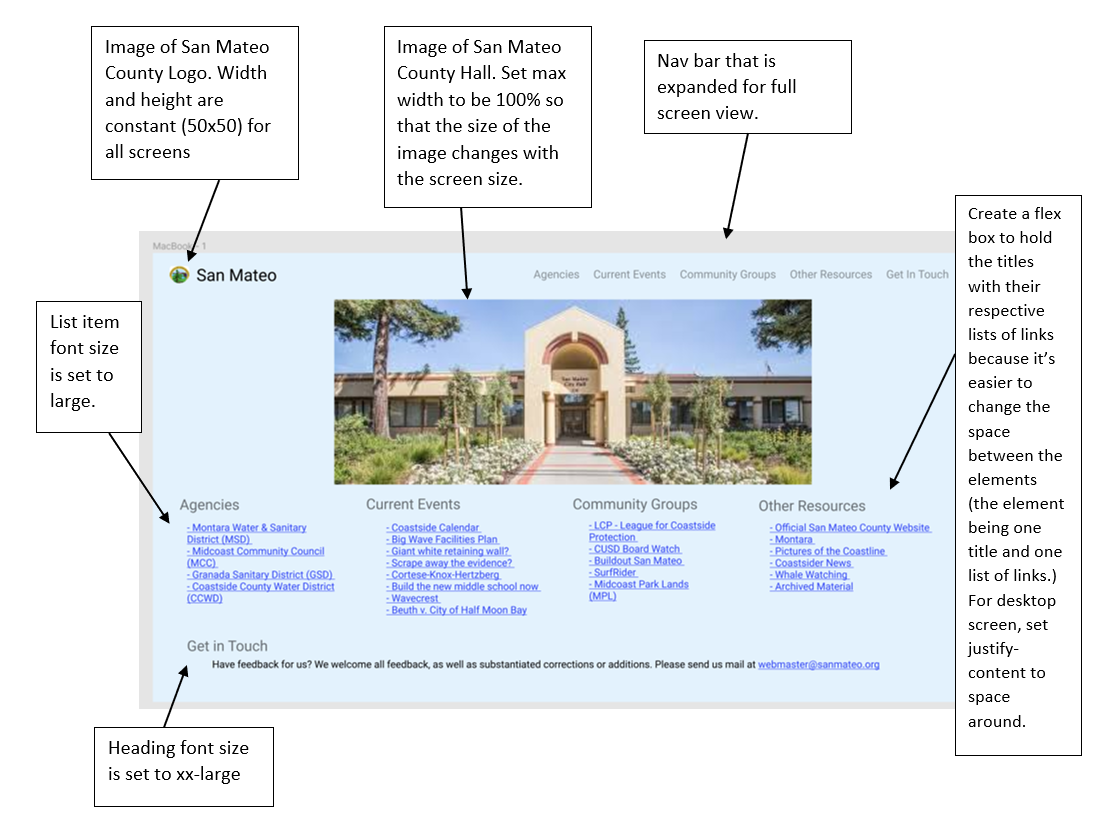 Image of San Mateo
County Logo. Width
and height are
constant (50x50) for
all screens
Image of San Mateo
County Hall. Set max
width to be 100% so
that the size of the
image changes with
the screen size.
Nav bar that is
expanded for full
screen view.
Create a flex
box to hold
the titles
with their
respective
lists of links
because it’s
easier to
change the
space
between the
elements
(the element
being one
title and one
list of links.)
For desktop
screen, set
justify-
content to
space
around.
List item
font size
is set to
large.
MacBook - 1
San Mateo
Agencies Current Events Community Groups Other Resources Get In Touch
San Mateo
City Hall
Agencies
- Montara Water & Sanitary
District (MSD)
- Midcoast Community Council
(MCC)
- Granada Sanitary District (GSD)
- Coastside County Water District
(CCWD)
Current Events
- Coastside Calendar
- Big Wave Facilities Plan
- Giant white retaining wall?
- Scrape away the evidence?
- Cortese-Knox-Hertzberg
- Build the new middle school now
- Wavecrest
- Beuth v. City of Half Moon Bay
Community Groups
- LCP - League for Coastside
Protection
- CUSD Board Watch
- Buildout San Mateo
- SurfRider
- Midcoast Park Lands
(MPL)
Other Resources
- Official San Mateo County Website
- Montara
- Pictures of the Coastline
- Coastsider News
- Whale Watching
- Archived Material
Get in Touch
Have feedback for us? We welcome all feedback, as well as substantiated corrections or additions. Please send us mail at webmaster@sanmateo.org
Heading font size
is set to xx-large